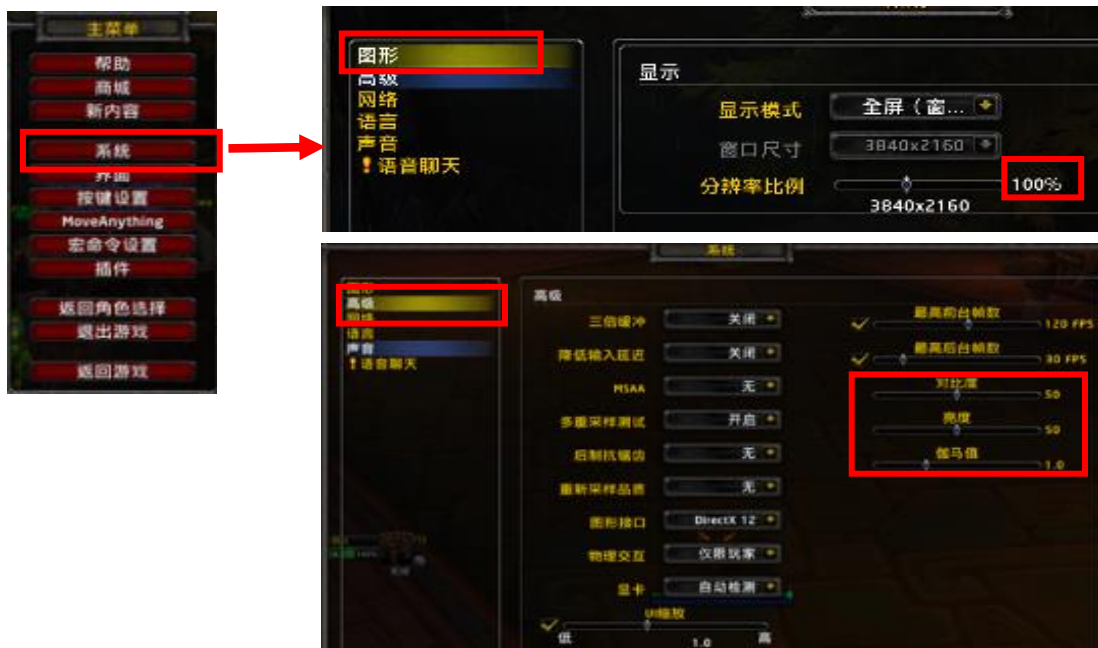 主菜单
帮助
商城
新内容
系统
界面
按键设置
MoveAnything
宏命令设置
插件
返回角色选择
退出游戏
返回游戏
图形
高级
网络
语言
声音
! 语音聊天
显示
显示模式 全屏（窗...
窗口尺寸 3840x2160
分辨率比例 100%
3840x2160
系统
图形
高级
网络
语言
声音
! 语音聊天
高级
三倍缓冲 关闭
降低输入延迟 关闭
MSAA 无
多重采样测试 开启
后制抗锯齿 无
重新采样品质 无
图形接口 DirectX 12
物理交互 仅限玩家
显卡 自动检测
UI缩放
低 1.0 高
最高前台帧数
120 FPS
最高后台帧数
30 FPS
对比度
50
亮度
50
伽马值
1.0